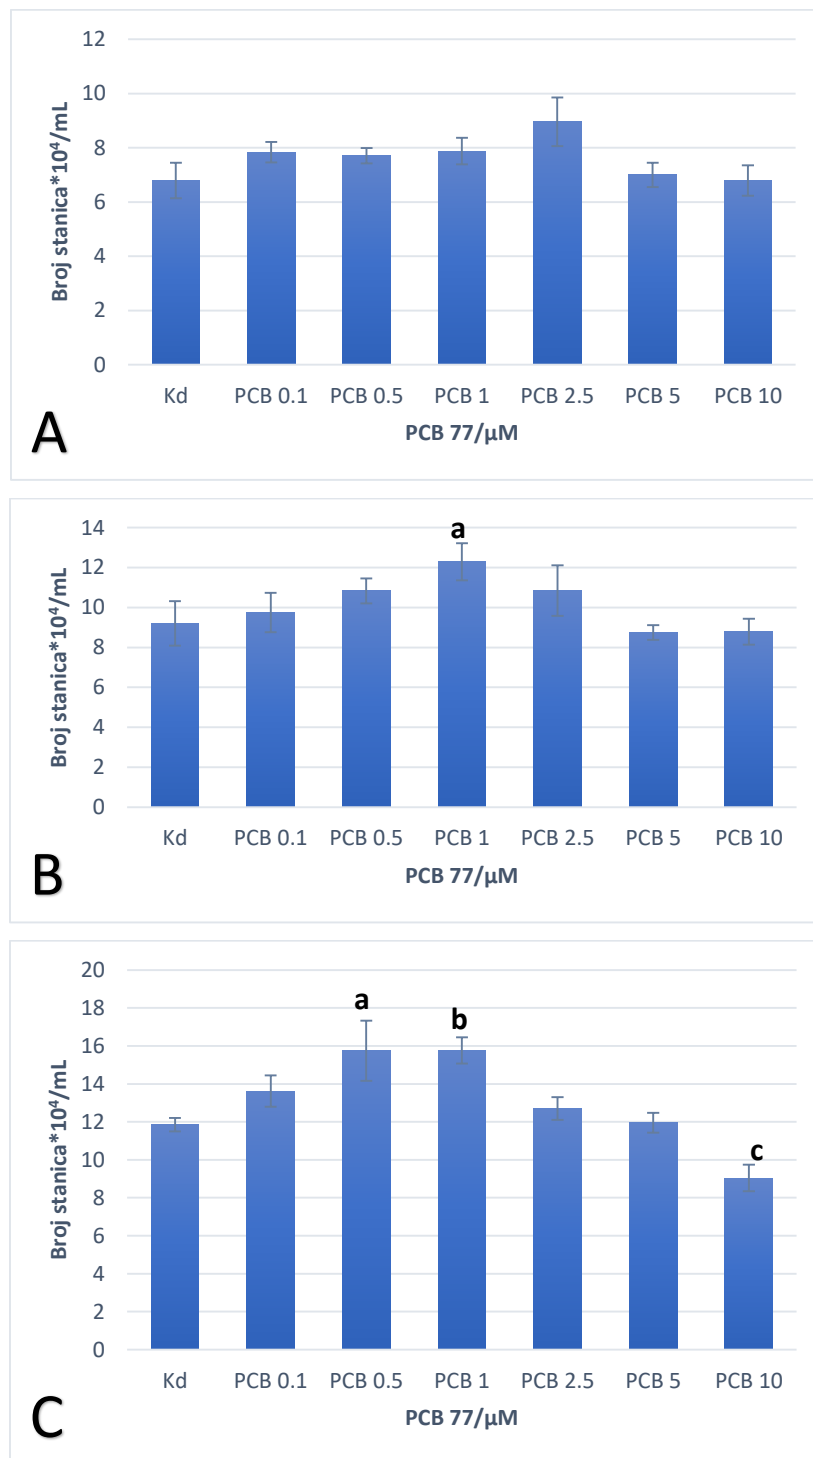 12
10
8
6
4
2
0
Broj stanica*10⁴/mL
Kd PCB 0.1 PCB 0.5 PCB 1 PCB 2.5 PCB 5 PCB 10
PCB 77/µM
A
14
12
10
8
6
4
2
0
Broj stanica*10⁴/mL
a
Kd PCB 0.1 PCB 0.5 PCB 1 PCB 2.5 PCB 5 PCB 10
PCB 77/µM
B
20
18
16
14
12
10
8
6
4
2
0
Broj stanica*10⁴/mL
a
b
c
Kd PCB 0.1 PCB 0.5 PCB 1 PCB 2.5 PCB 5 PCB 10
PCB 77/µM
C